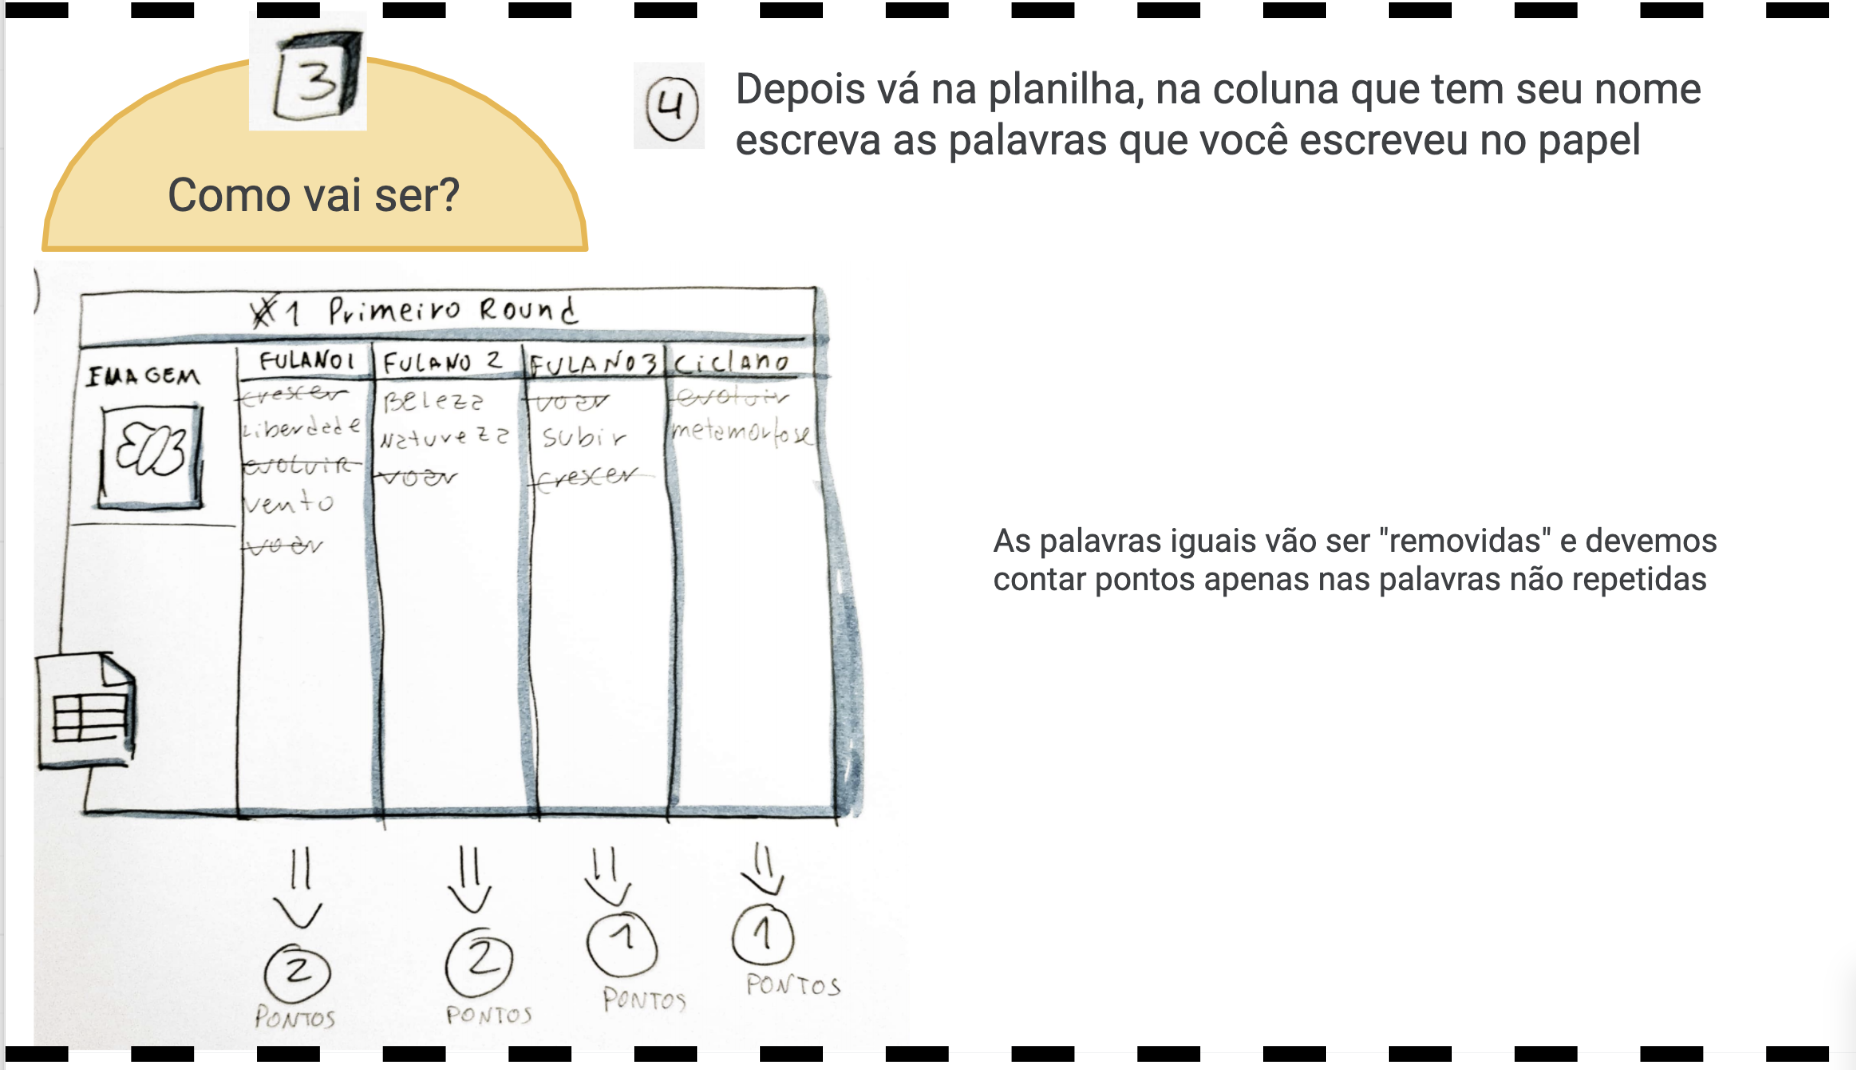 3
Como vai ser?
4
Depois vá na planilha, na coluna que tem seu nome
escreva as palavras que você escreveu no papel
1 Primeiro Round
IMAGEM
FULANO1
crescer
Liberdade
evoluir
vento
voar
FULANO 2
Beleza
Natureza
voar
FULANO3
voar
subir
crescer
Ciclano
evoluir
metamorfose
2
PONTOS
2
PONTOS
1
PONTOS
1
PONTOS
As palavras iguais vão ser "removidas" e devemos
contar pontos apenas nas palavras não repetidas